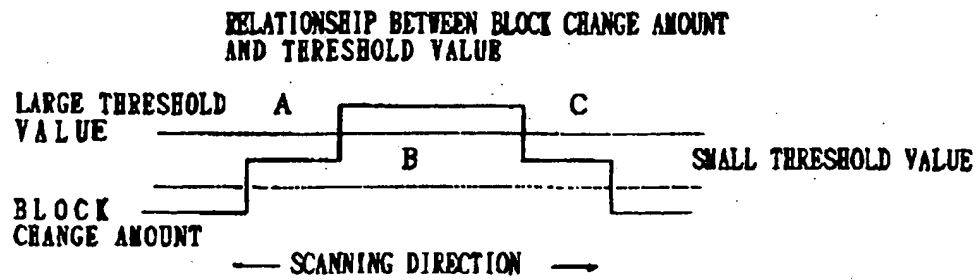 RELATIONSHIP BETWEEN BLOCK CHANGE AMOUNT
AND THRESHOLD VALUE
LARGE THRESHOLD
VALUE
A
C
B
SMALL THRESHOLD VALUE
BLOCK
CHANGE AMOUNT
SCANNING DIRECTION